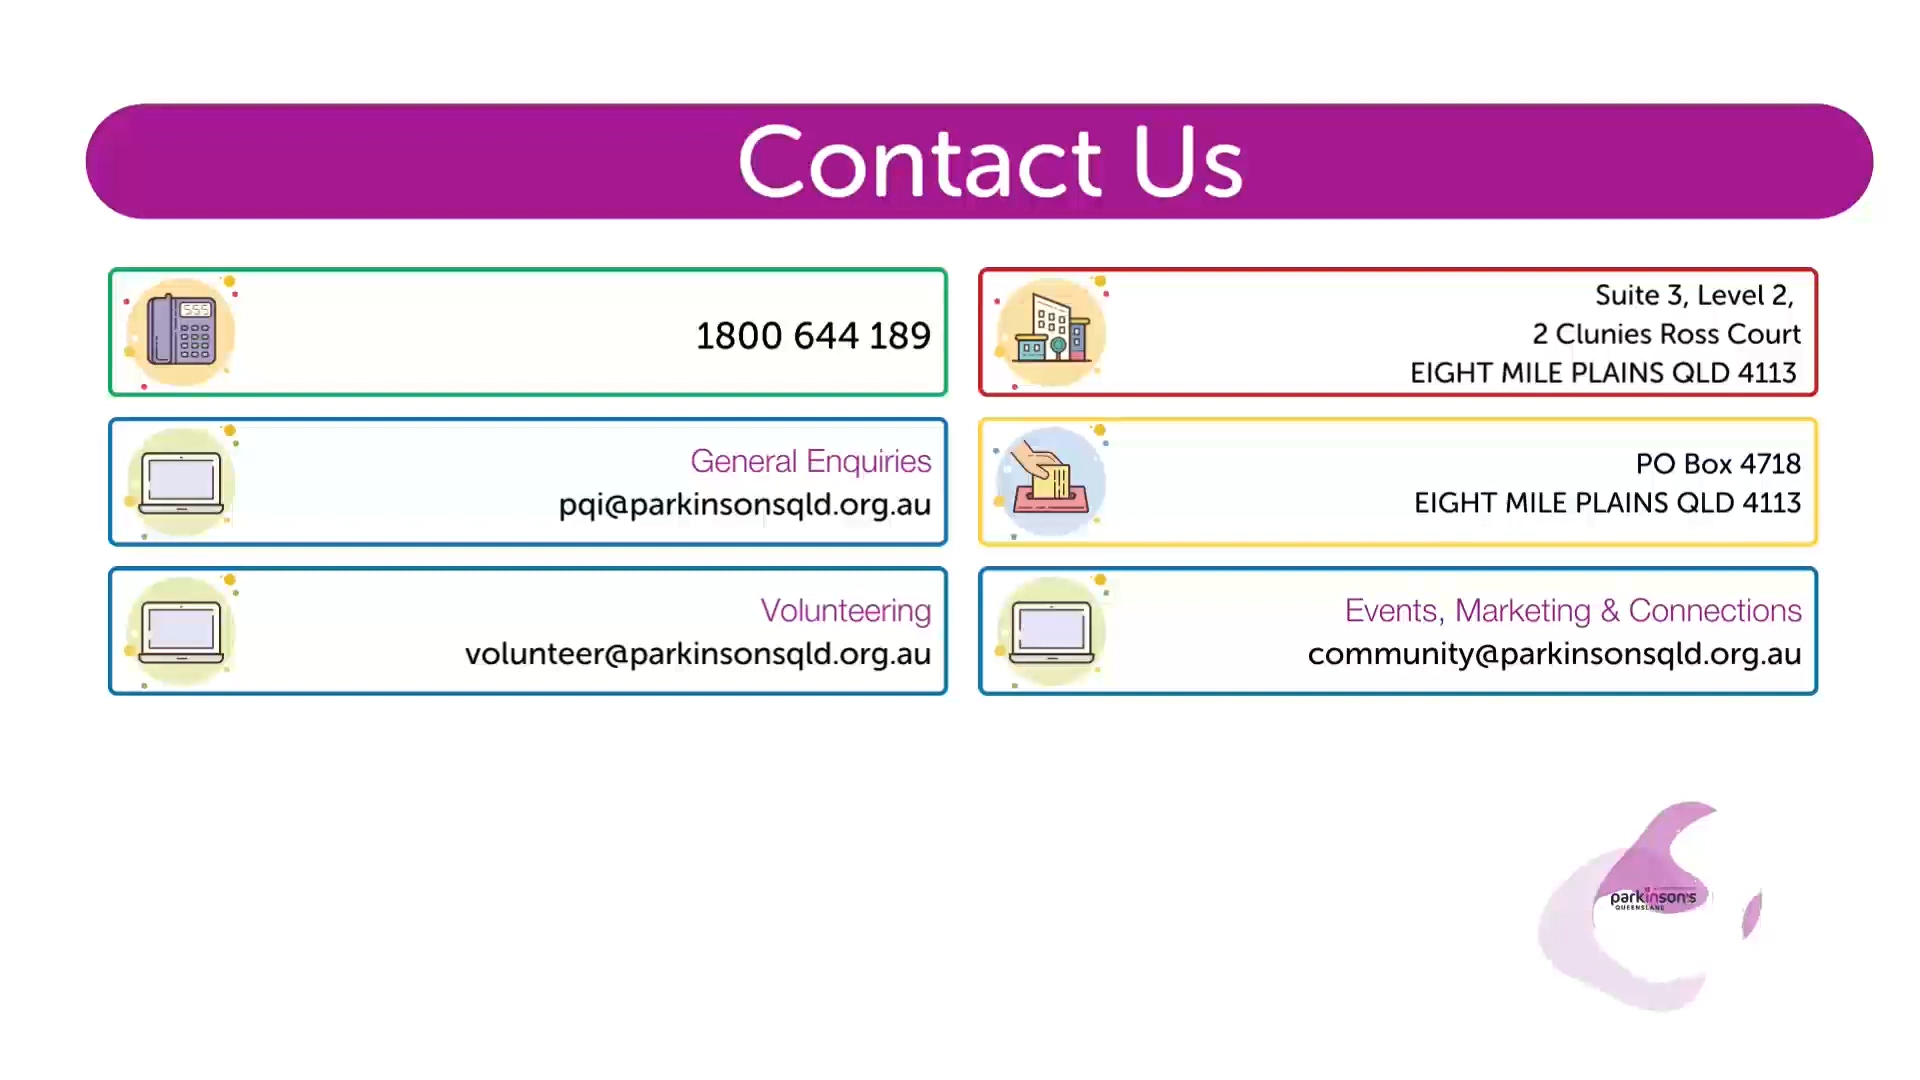 Contact Us
1800 644 189
Suite 3, Level 2,
2 Clunies Ross Court
EIGHT MILE PLAINS QLD 4113
General Enquiries
pqi@parkinsonsqld.org.au
PO Box 4718
EIGHT MILE PLAINS QLD 4113
Volunteering
volunteer@parkinsonsqld.org.au
Events, Marketing & Connections
community@parkinsonsqld.org.au
parkinson's
QUEENSLAND